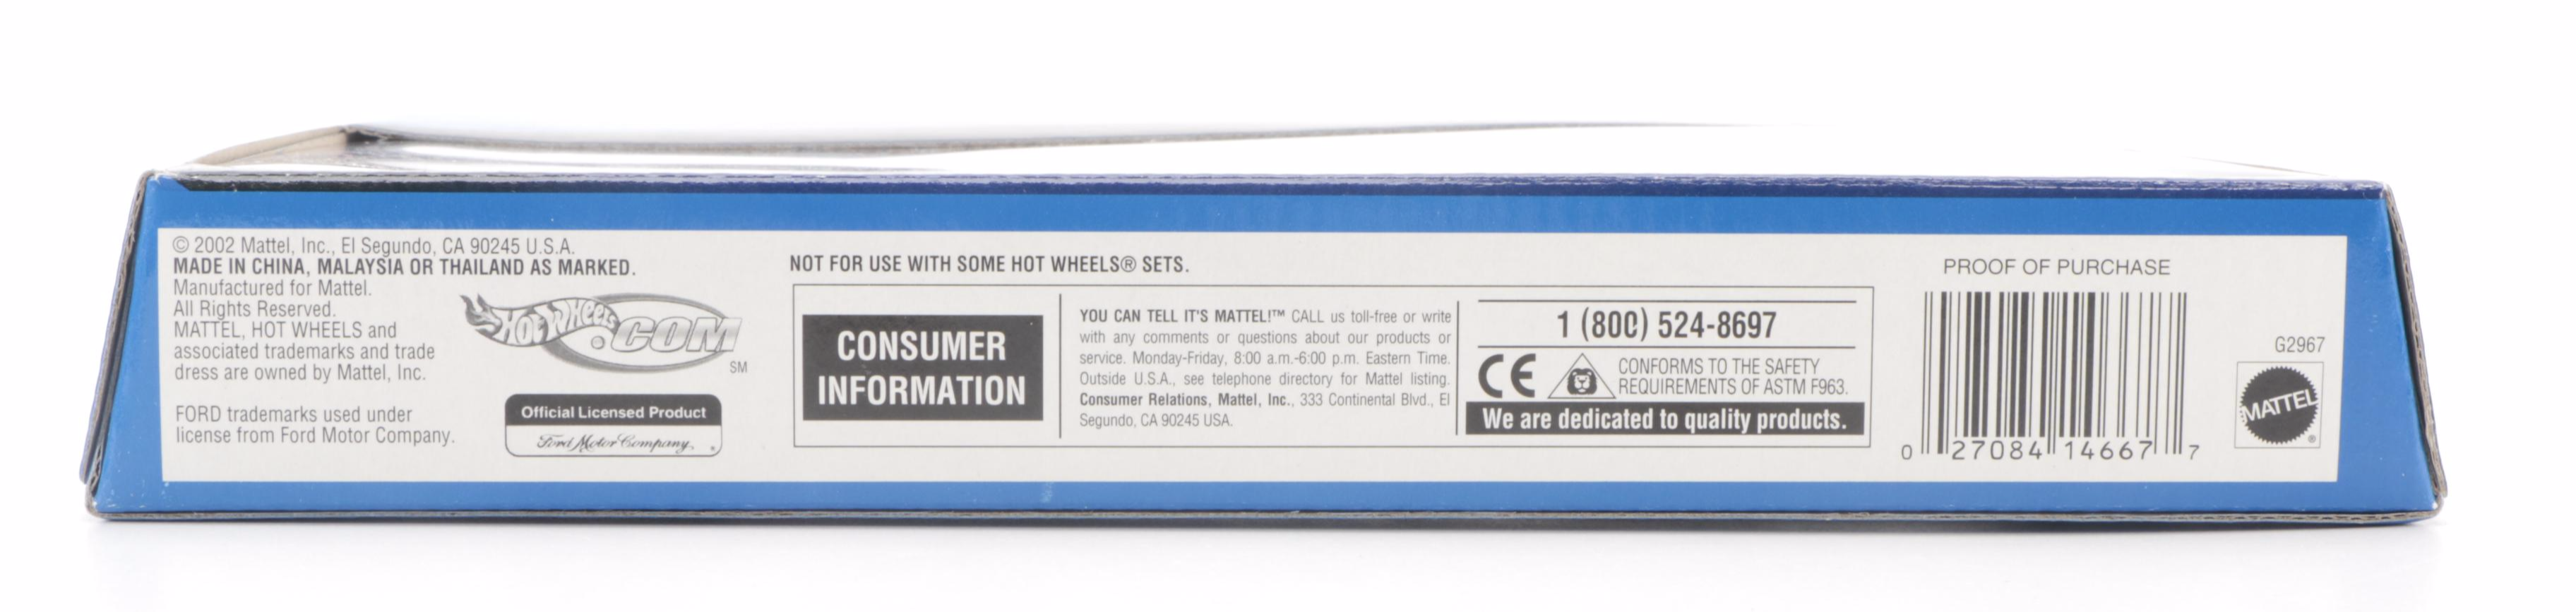 © 2002 Mattel, Inc., El Segundo, CA 90245 U.S.A.
MADE IN CHINA, MALAYSIA OR THAILAND AS MARKED.
Manufactured for Mattel.
All Rights Reserved.
MATTEL, HOT WHEELS and
associated trademarks and trade
dress are owned by Mattel, Inc.
FORD trademarks used under
license from Ford Motor Company.
Hot Wheels
.COM
SM
Official Licensed Product
Ford Motor Company
NOT FOR USE WITH SOME HOT WHEELS® SETS.
CONSUMER
INFORMATION
YOU CAN TELL IT'S MATTEL!™ CALL us toll-free or write
with any comments or questions about our products or
service. Monday-Friday, 8:00 a.m.-6:00 p.m. Eastern Time.
Outside U.S.A., see telephone directory for Mattel listing.
Consumer Relations, Mattel, Inc., 333 Continental Blvd., El
Segundo, CA 90245 USA.
1 (800) 524-8697
CE
CONFORMS TO THE SAFETY
REQUIREMENTS OF ASTM F963.
We are dedicated to quality products.
PROOF OF PURCHASE
0 27084 14667 7
G2967
MATTEL
®